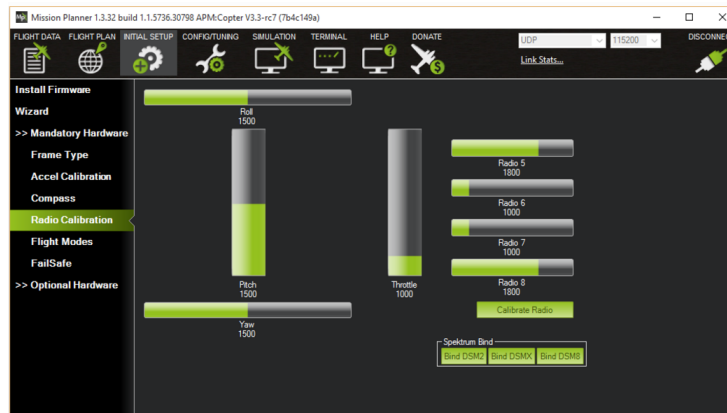 Mission Planner 1.3.32 build 1.1.5736.30798 APM:Copter V3.3-rc7 (7b4c149a)
FLIGHT DATA FLIGHT PLAN INITIAL SETUP CONFIG/TUNING SIMULATION TERMINAL HELP DONATE
UDP 115200 DISCONNEC
Link Stats...
Install Firmware
Wizard
>> Mandatory Hardware
Frame Type
Accel Calibration
Compass
Radio Calibration
Flight Modes
FailSafe
>> Optional Hardware
Roll
1500
Pitch
1500
Throttle
1000
Yaw
1500
Radio 5
1800
Radio 6
1000
Radio 7
1000
Radio 8
1800
Calibrate Radio
Spektrum Bind
Bind DSM2 Bind DSMX Bind DSM8